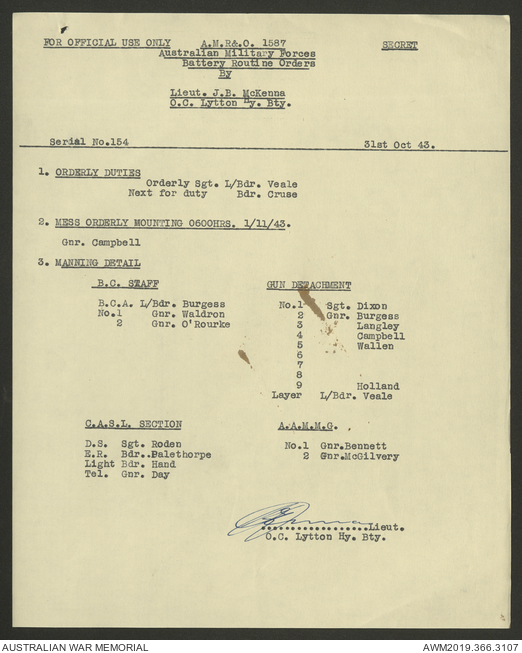 FOR OFFICIAL USE ONLY A.M.R&.O. 1587 SECRET
Australian Military Forces
Battery Routine Orders
By
Lieut. J.B. McKenna
O.C. Lytton Hy. Bty.
Serial No.154 31st Oct 43.
1. ORDERLY DUTIES
Orderly Sgt. L/Bdr. Veale
Next for duty Bdr. Cruse
2. MESS ORDERLY MOUNTING 0600HRS. 1/11/43.
Gnr. Campbell
3. MANNING DETAIL
B.C. STAFF
B.C.A. L/Bdr. Burgess
No.1 Gnr. Waldron
2 Gnr. O'Rourke
GUN DETACHMENT
No.1 Sgt. Dixon
2 Gnr. Burgess
3 Langley
4 Campbell
5 Wallen
6
7
8
9 Holland
Layer L/Bdr. Veale
C.A.S.L. SECTION
D.S. Sgt. Roden
E.R. Bdr..Palethorpe
Light Bdr. Hand
Tel. Gnr. Day
A.A.M.M.G. .
No.1 Gnr.Bennett
2 Gnr.McGilvery
..................Lieut.
O.C. Lytton Hy. Bty.
AUSTRALIAN WAR MEMORIAL AWM2019.366.3107